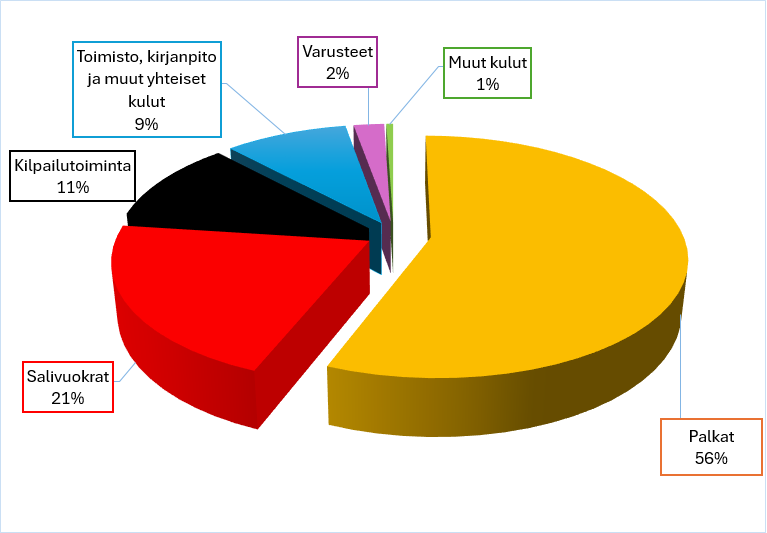 Toimisto, kirjanpito
ja muut yhteiset
kulut
9%
Varusteet
2%
Muut kulut
1%
Kilpailutoiminta
11%
Salivuokrat
21%
Palkat
56%